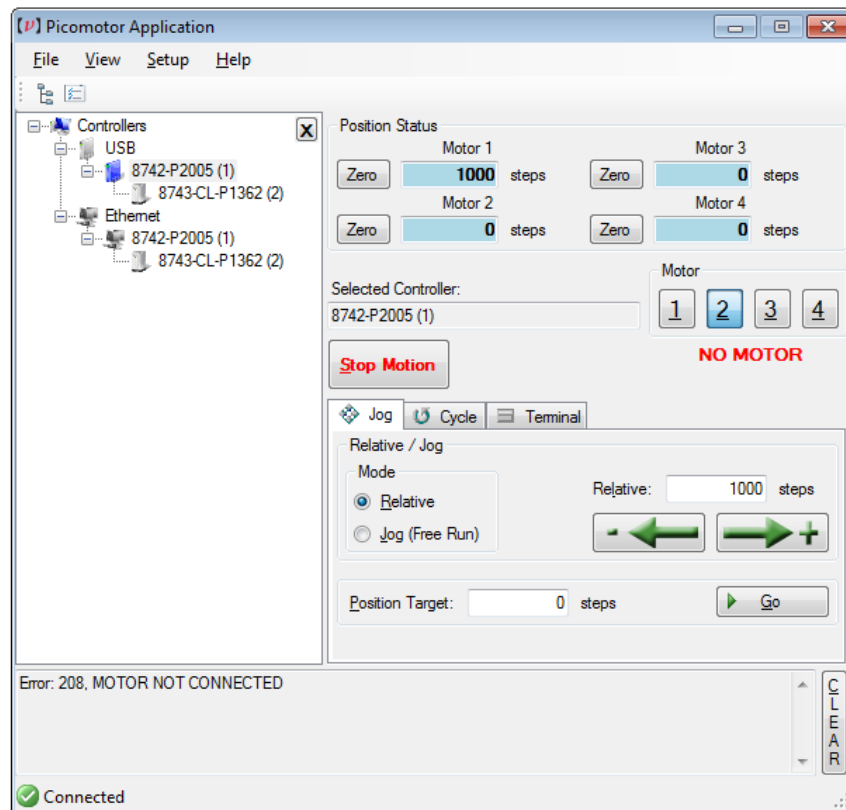 [ν] Picomotor Application
File View Setup Help
Controllers
X
USB
8742-P2005 (1)
8743-CL-P1362 (2)
Ethernet
8742-P2005 (1)
8743-CL-P1362 (2)
Position Status
Motor 1 Motor 3
Zero 1000 steps Zero 0 steps
Motor 2 Motor 4
Zero 0 steps Zero 0 steps
Motor
Selected Controller:
8742-P2005 (1)
1 2 3 4
NO MOTOR
Stop Motion
Jog Cycle Terminal
Relative / Jog
Mode
Relative
Jog (Free Run)
Relative: 1000 steps
- +
Position Target: 0 steps Go
Error: 208, MOTOR NOT CONNECTED
CLEAR
Connected